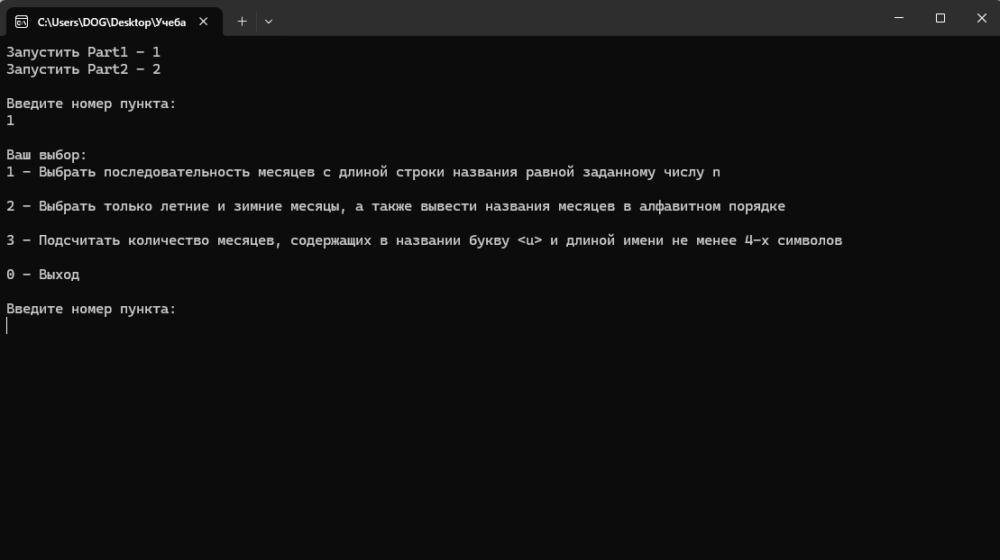 C:\Users\DOG\Desktop\Учеба
Запустить Part1 - 1
Запустить Part2 - 2
Введите номер пункта:
1
Ваш выбор:
1 - Выбрать последовательность месяцев с длиной строки названия равной заданному числу n
2 - Выбрать только летние и зимние месяцы, а также вывести названия месяцев в алфавитном порядке
3 - Подсчитать количество месяцев, содержащих в названии букву <u> и длиной имени не менее 4-х символов
0 - Выход
Введите номер пункта: